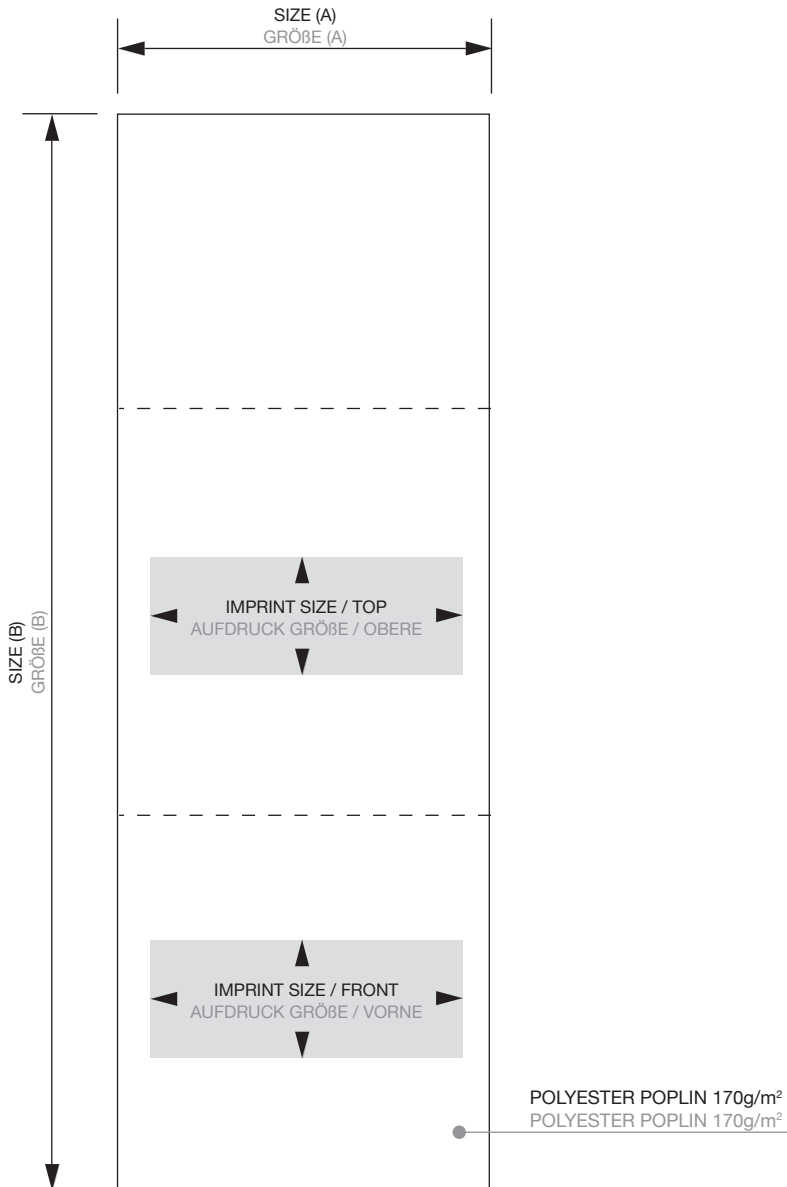 SIZE (A)
GRÖßE (A)
SIZE (B)
GRÖßE (B)
IMPRINT SIZE / TOP
AUFDRUCK GRÖßE / OBERE
IMPRINT SIZE / FRONT
AUFDRUCK GRÖßE / VORNE
POLYESTER POPLIN 170g/m²
POLYESTER POPLIN 170g/m²